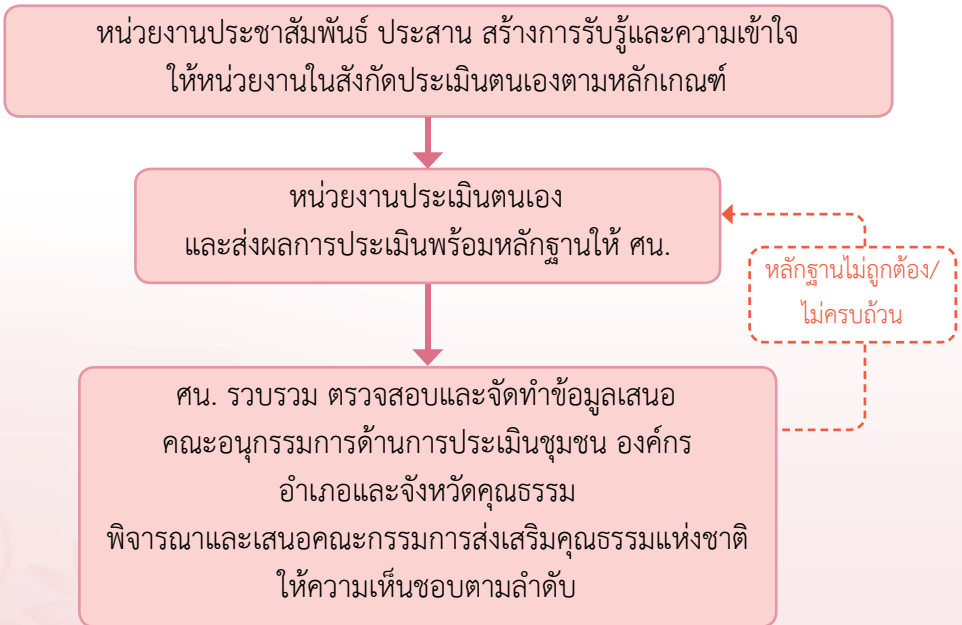 หน่วยงานประชาสัมพันธ์ ประสาน สร้างการรับรู้และความเข้าใจ
ให้หน่วยงานในสังกัดประเมินตนเองตามหลักเกณฑ์
หน่วยงานประเมินตนเอง
และส่งผลการประเมินพร้อมหลักฐานให้ ศน.
หลักฐานไม่ถูกต้อง/
ไม่ครบถ้วน
ศน. รวบรวม ตรวจสอบและจัดทำข้อมูลเสนอ
คณะอนุกรรมการด้านการประเมินชุมชน องค์กร
อำเภอและจังหวัดคุณธรรม
พิจารณาและเสนอคณะกรรมการส่งเสริมคุณธรรมแห่งชาติ
ให้ความเห็นชอบตามลำดับ